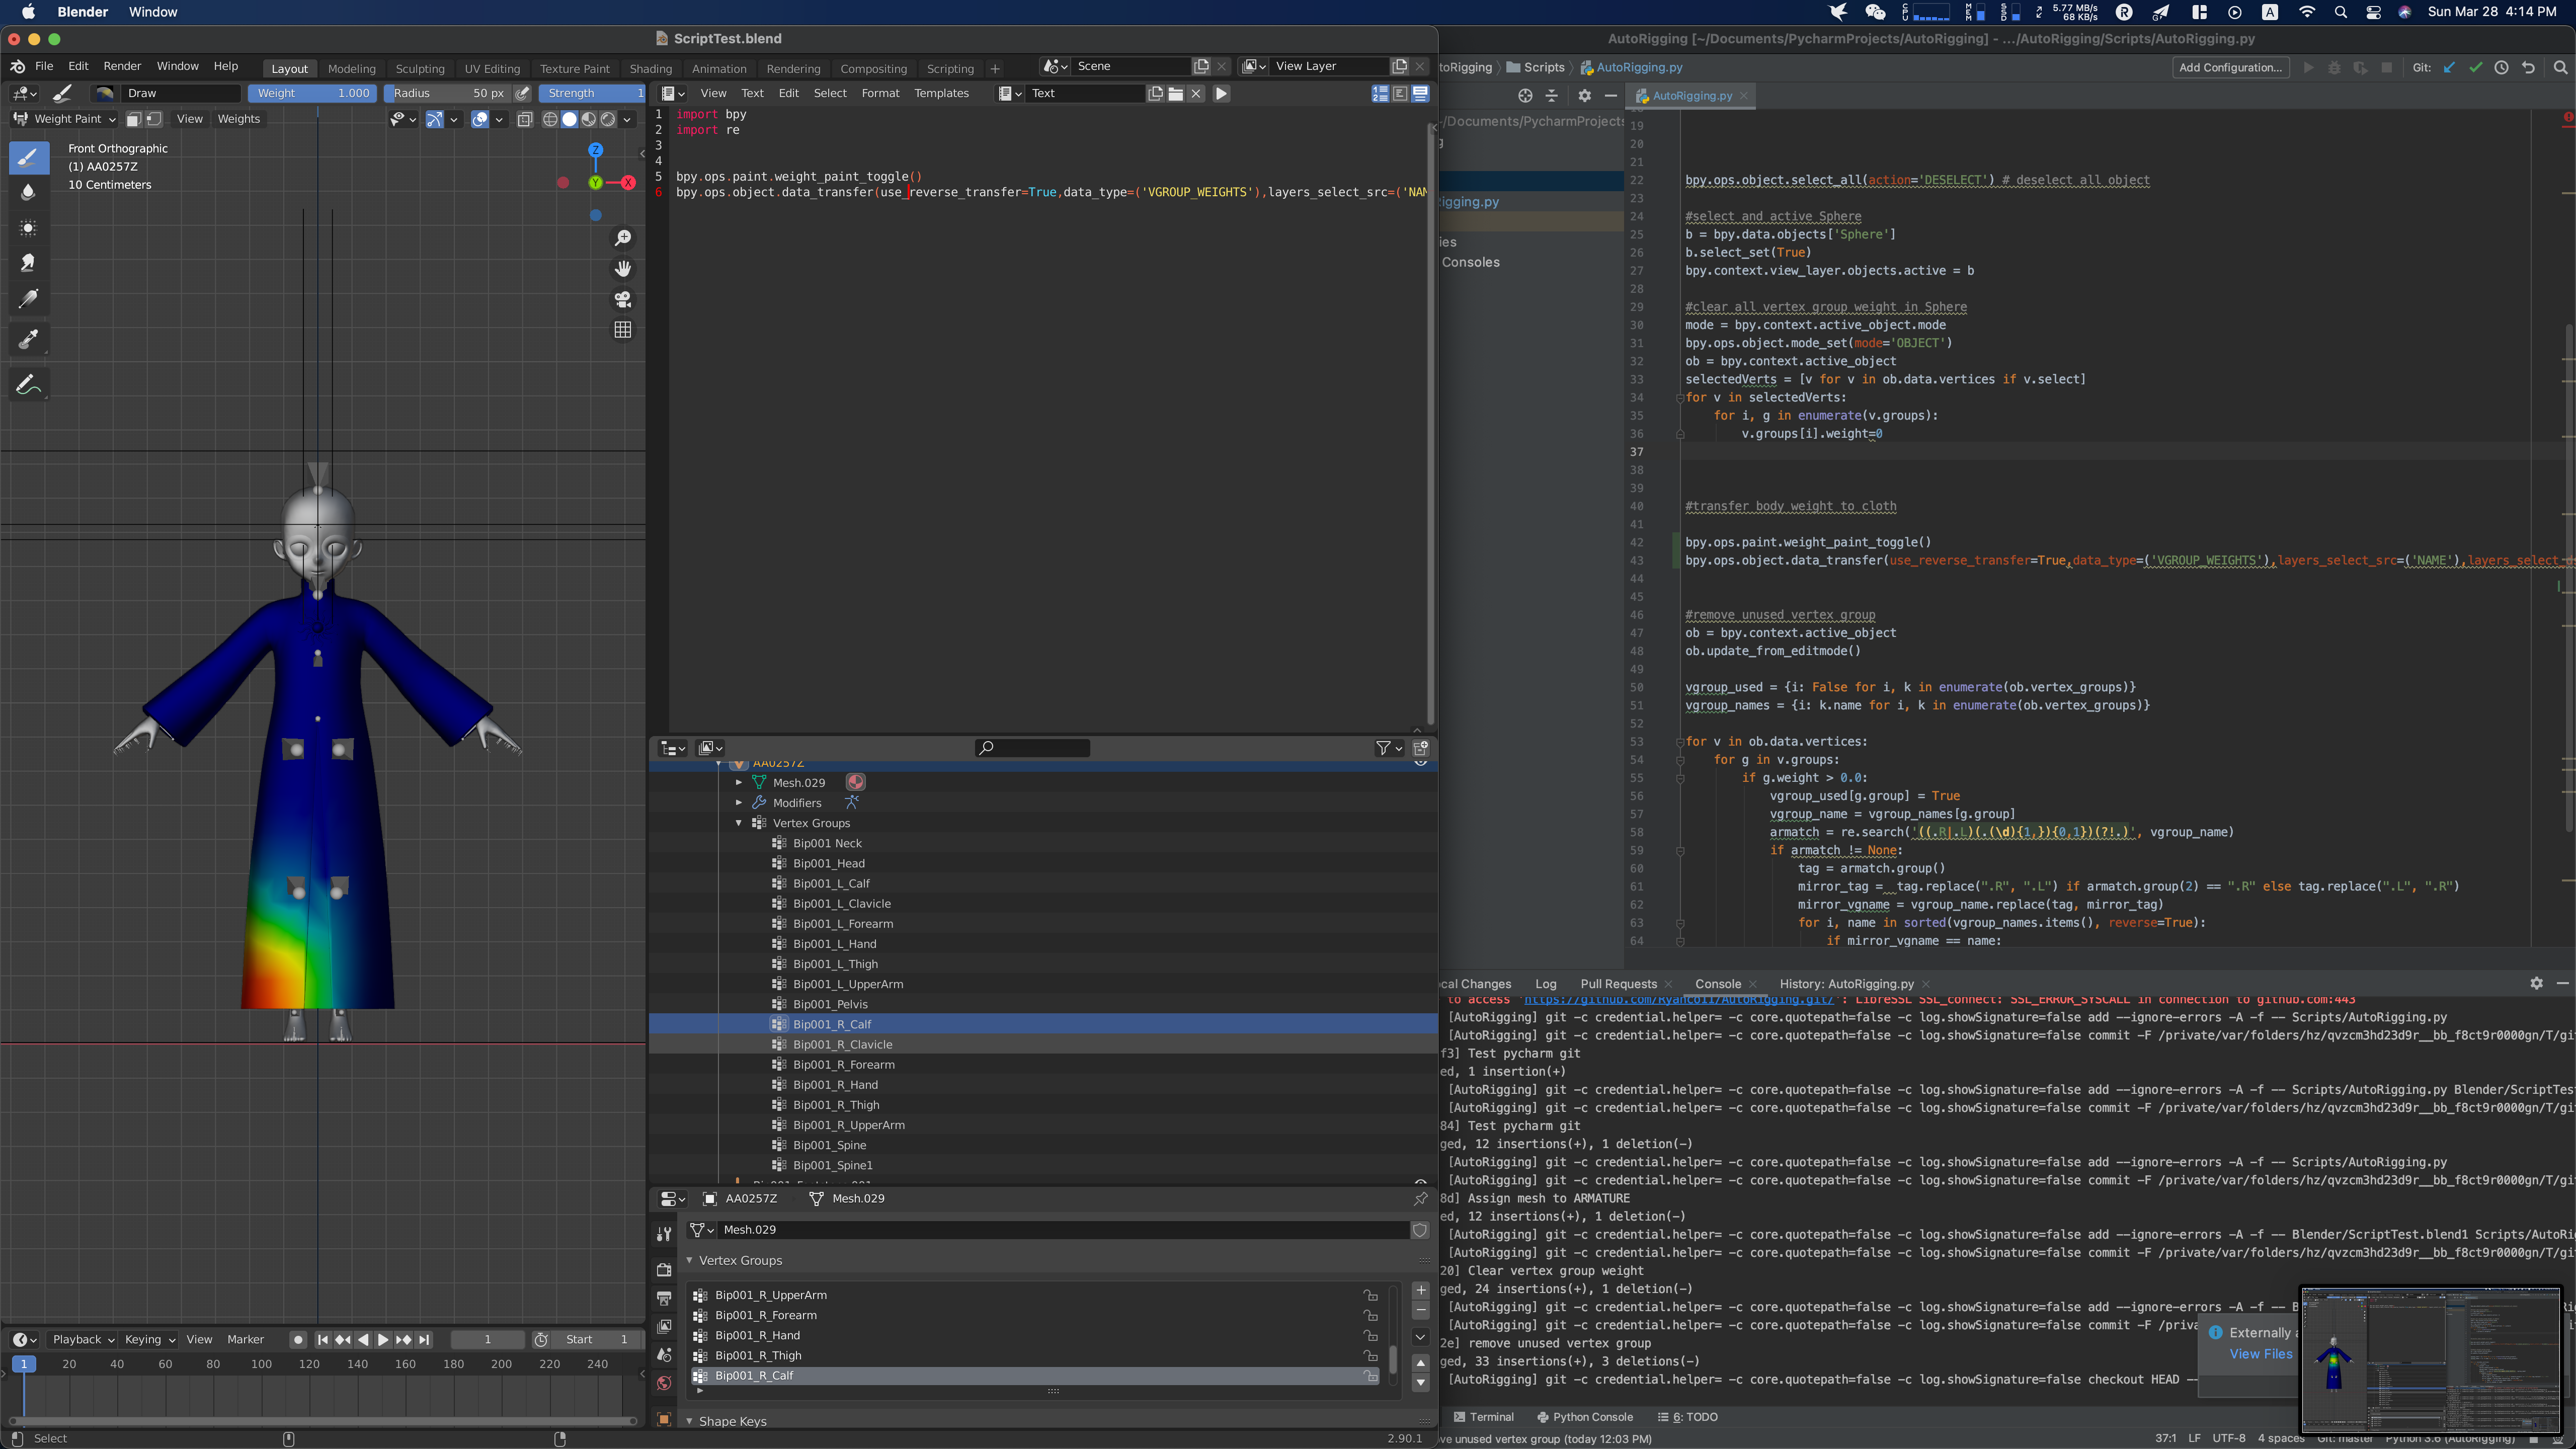 Blender Window
5.77 MB/s
68 KB/s
Sun Mar 28 4:14 PM
ScriptTest.blend
File Edit Render Window Help
Layout Modeling Sculpting UV Editing Texture Paint Shading Animation Rendering Compositing Scripting
Scene
View Layer
Draw
Weight 1.000
Radius 50 px
Strength 1
Weight Paint
View Weights
Front Orthographic
(1) AA0257Z
10 Centimeters
Z
Y
X
View Text Edit Select Format Templates
Text
1 import bpy
2 import re
3
4
5 bpy.ops.paint.weight_paint_toggle()
6 bpy.ops.object.data_transfer(use_reverse_transfer=True,data_type=('VGROUP_WEIGHTS'),layers_select_src=('NAM
AA0257Z
Mesh.029
Modifiers
Vertex Groups
Bip001 Neck
Bip001_Head
Bip001_L_Calf
Bip001_L_Clavicle
Bip001_L_Forearm
Bip001_L_Hand
Bip001_L_Thigh
Bip001_L_UpperArm
Bip001_Pelvis
Bip001_R_Calf
Bip001_R_Clavicle
Bip001_R_Forearm
Bip001_R_Hand
Bip001_R_Thigh
Bip001_R_UpperArm
Bip001_Spine
Bip001_Spine1
AA0257Z Mesh.029
Mesh.029
Vertex Groups
Bip001_R_UpperArm
Bip001_R_Forearm
Bip001_R_Hand
Bip001_R_Thigh
Bip001_R_Calf
Shape Keys
Playback Keying View Marker
1
Start 1
1 20 40 60 80 100 120 140 160 180 200 220 240
Select
2.90.1
AutoRigging [~/Documents/PycharmProjects/AutoRigging] - .../AutoRigging/Scripts/AutoRigging.py
toRigging Scripts AutoRigging.py
Add Configuration...
Git:
AutoRigging.py
~/Documents/PycharmProjects
igging.py
ies
Consoles
19
20
21
22 bpy.ops.object.select_all(action='DESELECT') # deselect all object
23
24 #select and active Sphere
25 b = bpy.data.objects['Sphere']
26 b.select_set(True)
27 bpy.context.view_layer.objects.active = b
28
29 #clear all vertex group weight in Sphere
30 mode = bpy.context.active_object.mode
31 bpy.ops.object.mode_set(mode='OBJECT')
32 ob = bpy.context.active_object
33 selectedVerts = [v for v in ob.data.vertices if v.select]
34 for v in selectedVerts:
35 for i, g in enumerate(v.groups):
36 v.groups[i].weight=0
37
38
39
40 #transfer body weight to cloth
41
42 bpy.ops.paint.weight_paint_toggle()
43 bpy.ops.object.data_transfer(use_reverse_transfer=True,data_type=('VGROUP_WEIGHTS'),layers_select_src=('NAME'),layers_select_ds
44
45
46 #remove unused vertex group
47 ob = bpy.context.active_object
48 ob.update_from_editmode()
49
50 vgroup_used = {i: False for i, k in enumerate(ob.vertex_groups)}
51 vgroup_names = {i: k.name for i, k in enumerate(ob.vertex_groups)}
52
53 for v in ob.data.vertices:
54 for g in v.groups:
55 if g.weight > 0.0:
56 vgroup_used[g.group] = True
57 vgroup_name = vgroup_names[g.group]
58 armatch = re.search('((.R|.L)(.(\d){1,}){0,1})(?!.)', vgroup_name)
59 if armatch != None:
60 tag = armatch.group()
61 mirror_tag =  tag.replace(".R", ".L") if armatch.group(2) == ".R" else tag.replace(".L", ".R")
62 mirror_vgname = vgroup_name.replace(tag, mirror_tag)
63 for i, name in sorted(vgroup_names.items(), reverse=True):
64 if mirror_vgname == name:
cal Changes Log Pull Requests Console History: AutoRigging.py
to access 'https://github.com/Ryanco11/AutoRigging.git/': LibreSSL SSL_connect: SSL_ERROR_SYSCALL in connection to github.com:443
[AutoRigging] git -c credential.helper= -c core.quotepath=false -c log.showSignature=false add --ignore-errors -A -f -- Scripts/AutoRigging.py
[AutoRigging] git -c credential.helper= -c core.quotepath=false -c log.showSignature=false commit -F /private/var/folders/hz/qvzcm3hd23d9r__bb_f8ct9r0000gn/T/git
f3] Test pycharm git
ed, 1 insertion(+)
[AutoRigging] git -c credential.helper= -c core.quotepath=false -c log.showSignature=false add --ignore-errors -A -f -- Scripts/AutoRigging.py Blender/ScriptTes
[AutoRigging] git -c credential.helper= -c core.quotepath=false -c log.showSignature=false commit -F /private/var/folders/hz/qvzcm3hd23d9r__bb_f8ct9r0000gn/T/git
84] Test pycharm git
ged, 12 insertions(+), 1 deletion(-)
[AutoRigging] git -c credential.helper= -c core.quotepath=false -c log.showSignature=false add --ignore-errors -A -f -- Scripts/AutoRigging.py
[AutoRigging] git -c credential.helper= -c core.quotepath=false -c log.showSignature=false commit -F /private/var/folders/hz/qvzcm3hd23d9r__bb_f8ct9r0000gn/T/git
8d] Assign mesh to ARMATURE
ed, 12 insertions(+), 1 deletion(-)
[AutoRigging] git -c credential.helper= -c core.quotepath=false -c log.showSignature=false add --ignore-errors -A -f -- Blender/ScriptTest.blend1 Scripts/AutoRi
[AutoRigging] git -c credential.helper= -c core.quotepath=false -c log.showSignature=false commit -F /private/var/folders/hz/qvzcm3hd23d9r__bb_f8ct9r0000gn/T/git
20] Clear vertex group weight
ged, 24 insertions(+), 1 deletion(-)
[AutoRigging] git -c credential.helper= -c core.quotepath=false -c log.showSignature=false add --ignore-errors -A -f -- B
[AutoRigging] git -c credential.helper= -c core.quotepath=false -c log.showSignature=false commit -F /priva
2e] remove unused vertex group
ged, 33 insertions(+), 3 deletions(-)
[AutoRigging] git -c credential.helper= -c core.quotepath=false -c log.showSignature=false checkout HEAD --
Externally a
View Files
Terminal Python Console 6: TODO
ve unused vertex group (today 12:03 PM)
37:1 LF UTF-8 4 spaces Git: master Python 3.6 (AutoRigging)